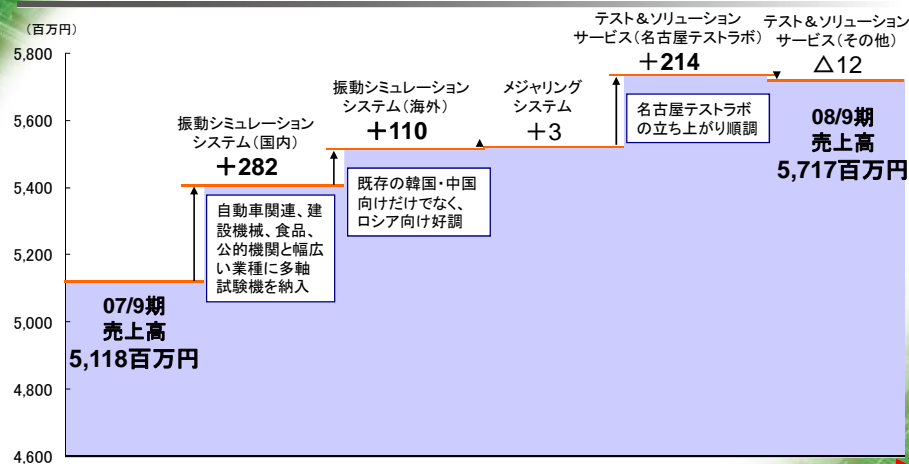 （百万円）
5,800
5,600
5,400
5,200
5,000
4,800
4,600
07/9期
売上高
5,118百万円
振動シミュレーション
システム（国内）
＋282
自動車関連、建
設機械、食品、
公的機関と幅広
い業種に多軸
試験機を納入
振動シミュレーション
システム（海外）
＋110
既存の韓国・中国
向けだけでなく、
ロシア向け好調
メジャリング
システム
＋3
テスト＆ソリューション
サービス（名古屋テストラボ）
＋214
名古屋テストラボ
の立ち上がり順調
テスト＆ソリューション
サービス（その他）
△12
08/9期
売上高
5,717百万円